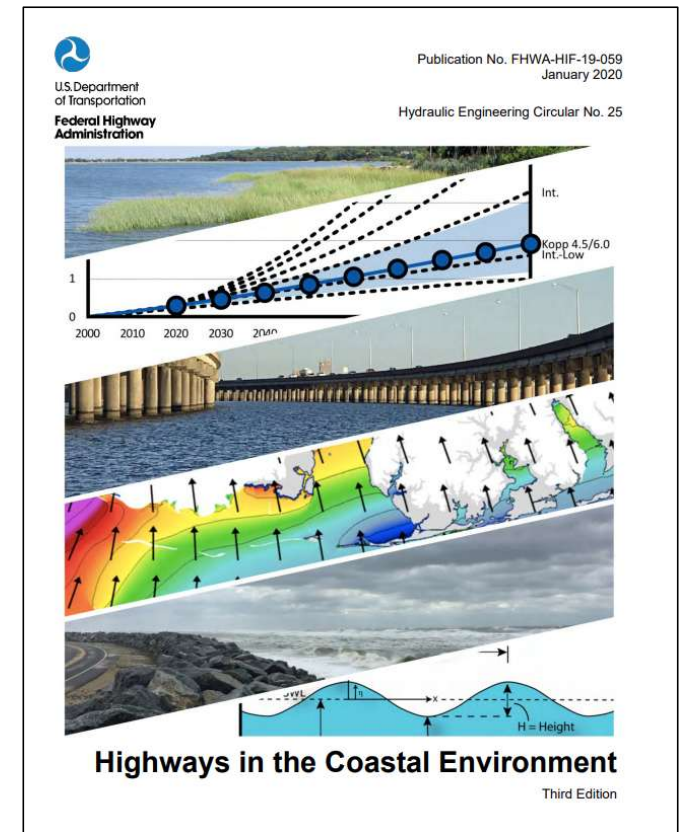 U.S. Department
of Transportation
Federal Highway
Administration
Publication No. FHWA-HIF-19-059
January 2020
Hydraulic Engineering Circular No. 25
Int.
Kopp 4.5/6.0
Int.-Low
1
0
2000 2010 2020 2030
x
η
H = Height
Highways in the Coastal Environment
Third Edition